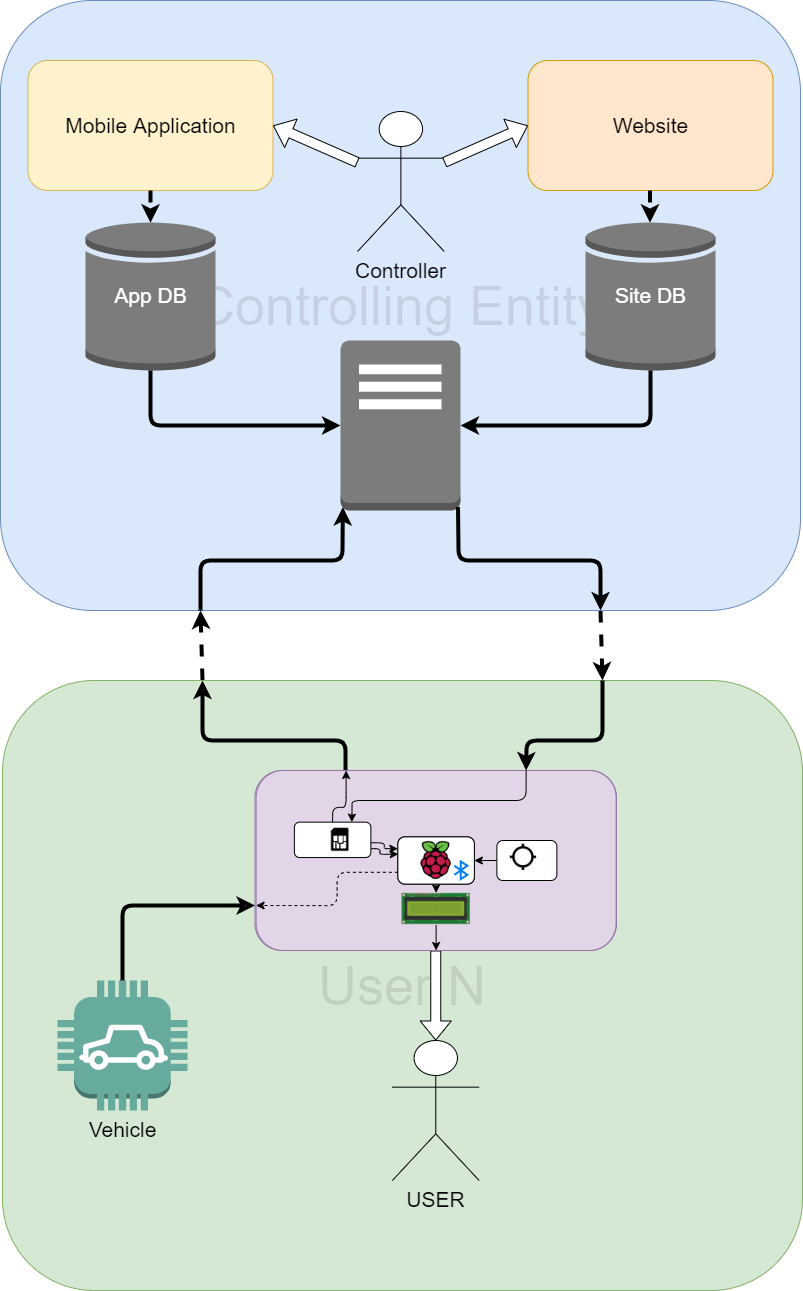 Mobile Application
Website
Controller
App DB
Site DB
Controlling Entity
User N
Vehicle
USER